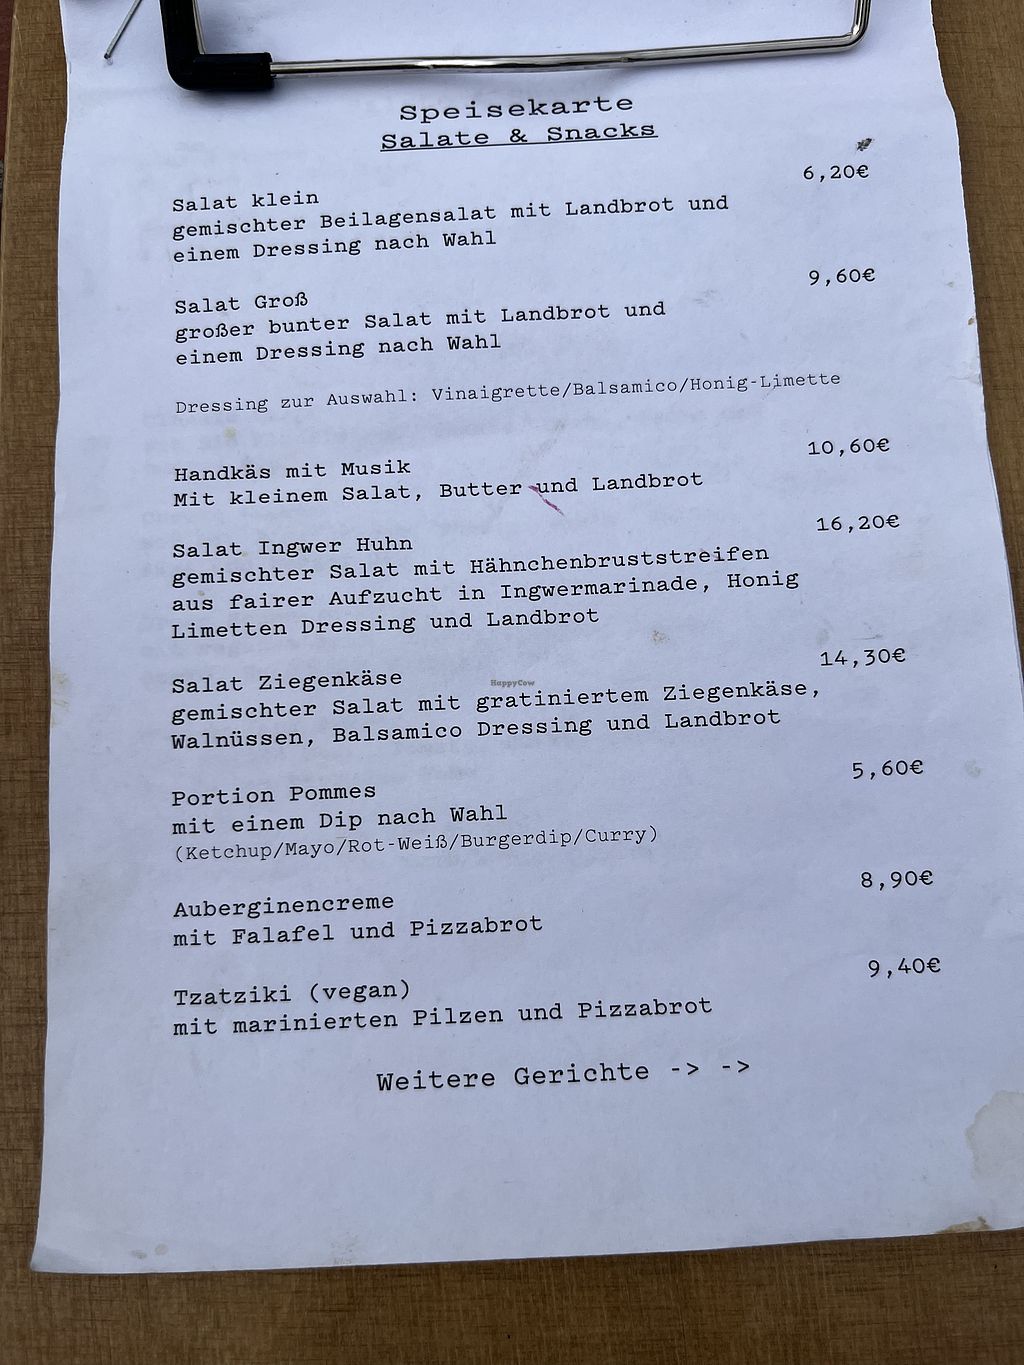 Speisekarte
Salate & Snacks
6,20€
Salat klein
gemischter Beilagensalat mit Landbrot und
einem Dressing nach Wahl
9,60€
Salat Groß
großer bunter Salat mit Landbrot und
einem Dressing nach Wahl
Dressing zur Auswahl: Vinaigrette/Balsamico/Honig-Limette
10,60€
Handkäs mit Musik
Mit kleinem Salat, Butter und Landbrot
16,20€
Salat Ingwer Huhn
gemischter Salat mit Hähnchenbruststreifen
aus fairer Aufzucht in Ingwermarinade, Honig
Limetten Dressing und Landbrot
14,30€
Salat Ziegenkäse
HappyCow
gemischter Salat mit gratiniertem Ziegenkäse,
Walnüssen, Balsamico Dressing und Landbrot
5,60€
Portion Pommes
mit einem Dip nach Wahl
(Ketchup/Mayo/Rot-Weiß/Burgerdip/Curry)
8,90€
Auberginencreme
mit Falafel und Pizzabrot
9,40€
Tzatziki (vegan)
mit marinierten Pilzen und Pizzabrot
Weitere Gerichte -> ->